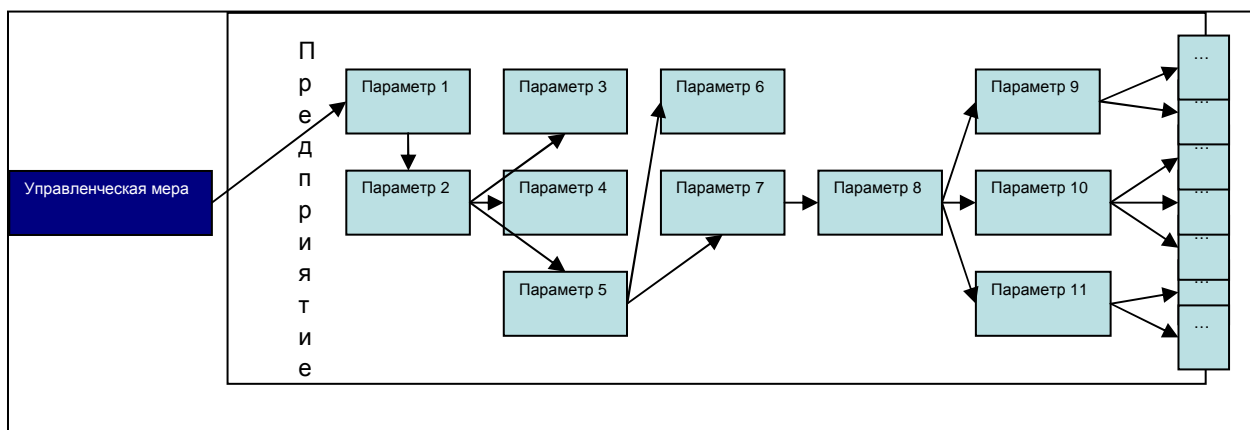 Предприятие
Управленческая мера
Параметр 1
Параметр 2
Параметр 3
Параметр 4
Параметр 5
Параметр 6
Параметр 7
Параметр 8
Параметр 9
Параметр 10
Параметр 11
...
...
...
...
...
...
...